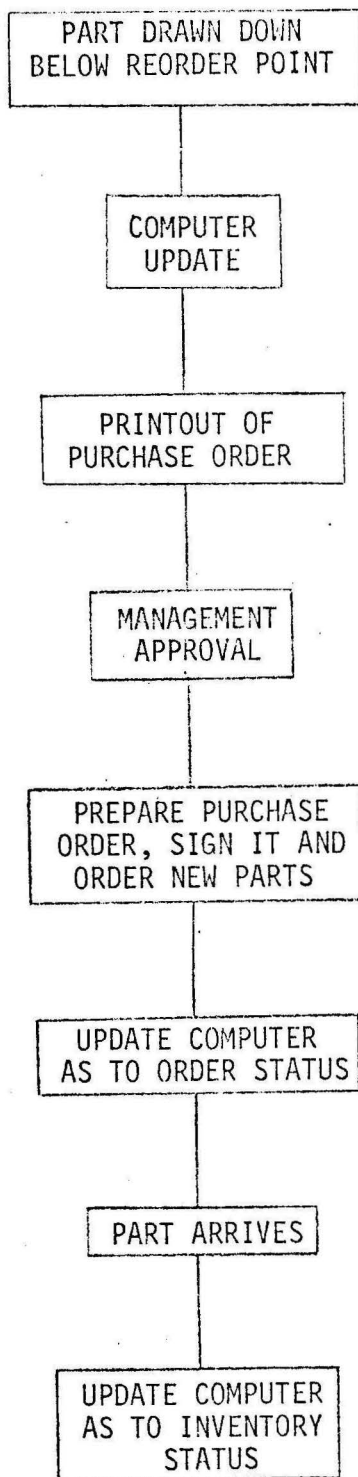 PART DRAWN DOWN
BELOW REORDER POINT
COMPUTER
UPDATE
PRINTOUT OF
PURCHASE ORDER
MANAGEMENT
APPROVAL
PREPARE PURCHASE
ORDER, SIGN IT AND
ORDER NEW PARTS
UPDATE COMPUTER
AS TO ORDER STATUS
PART ARRIVES
UPDATE COMPUTER
AS TO INVENTORY
STATUS